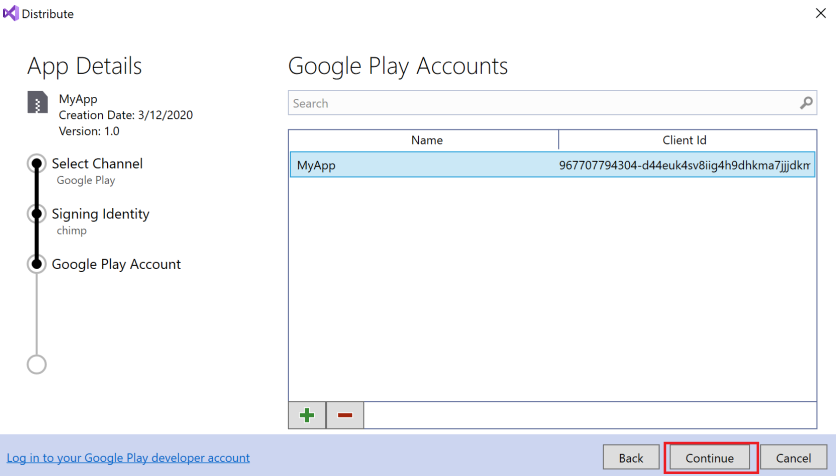 Distribute
App Details
MyApp
Creation Date: 3/12/2020
Version: 1.0
Select Channel
Google Play
Signing Identity
chimp
Google Play Account
Google Play Accounts
Search
Name Client Id
MyApp 967707794304-d44euk4sv8iig4h9dhkma7jjjdkm
Log in to your Google Play developer account
Back Continue Cancel